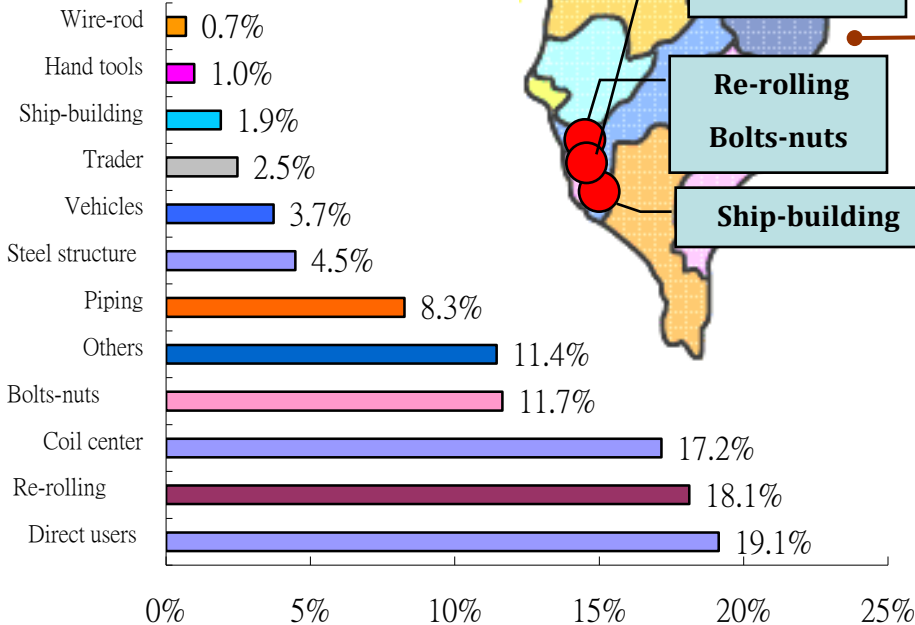 Wire-rod 0.7%
Hand tools 1.0%
Ship-building 1.9%
Trader 2.5%
Vehicles 3.7%
Steel structure 4.5%
Piping 8.3%
Others 11.4%
Bolts-nuts 11.7%
Coil center 17.2%
Re-rolling 18.1%
Direct users 19.1%
0% 5% 10% 15% 20% 25%
Re-rolling
Bolts-nuts
Ship-building